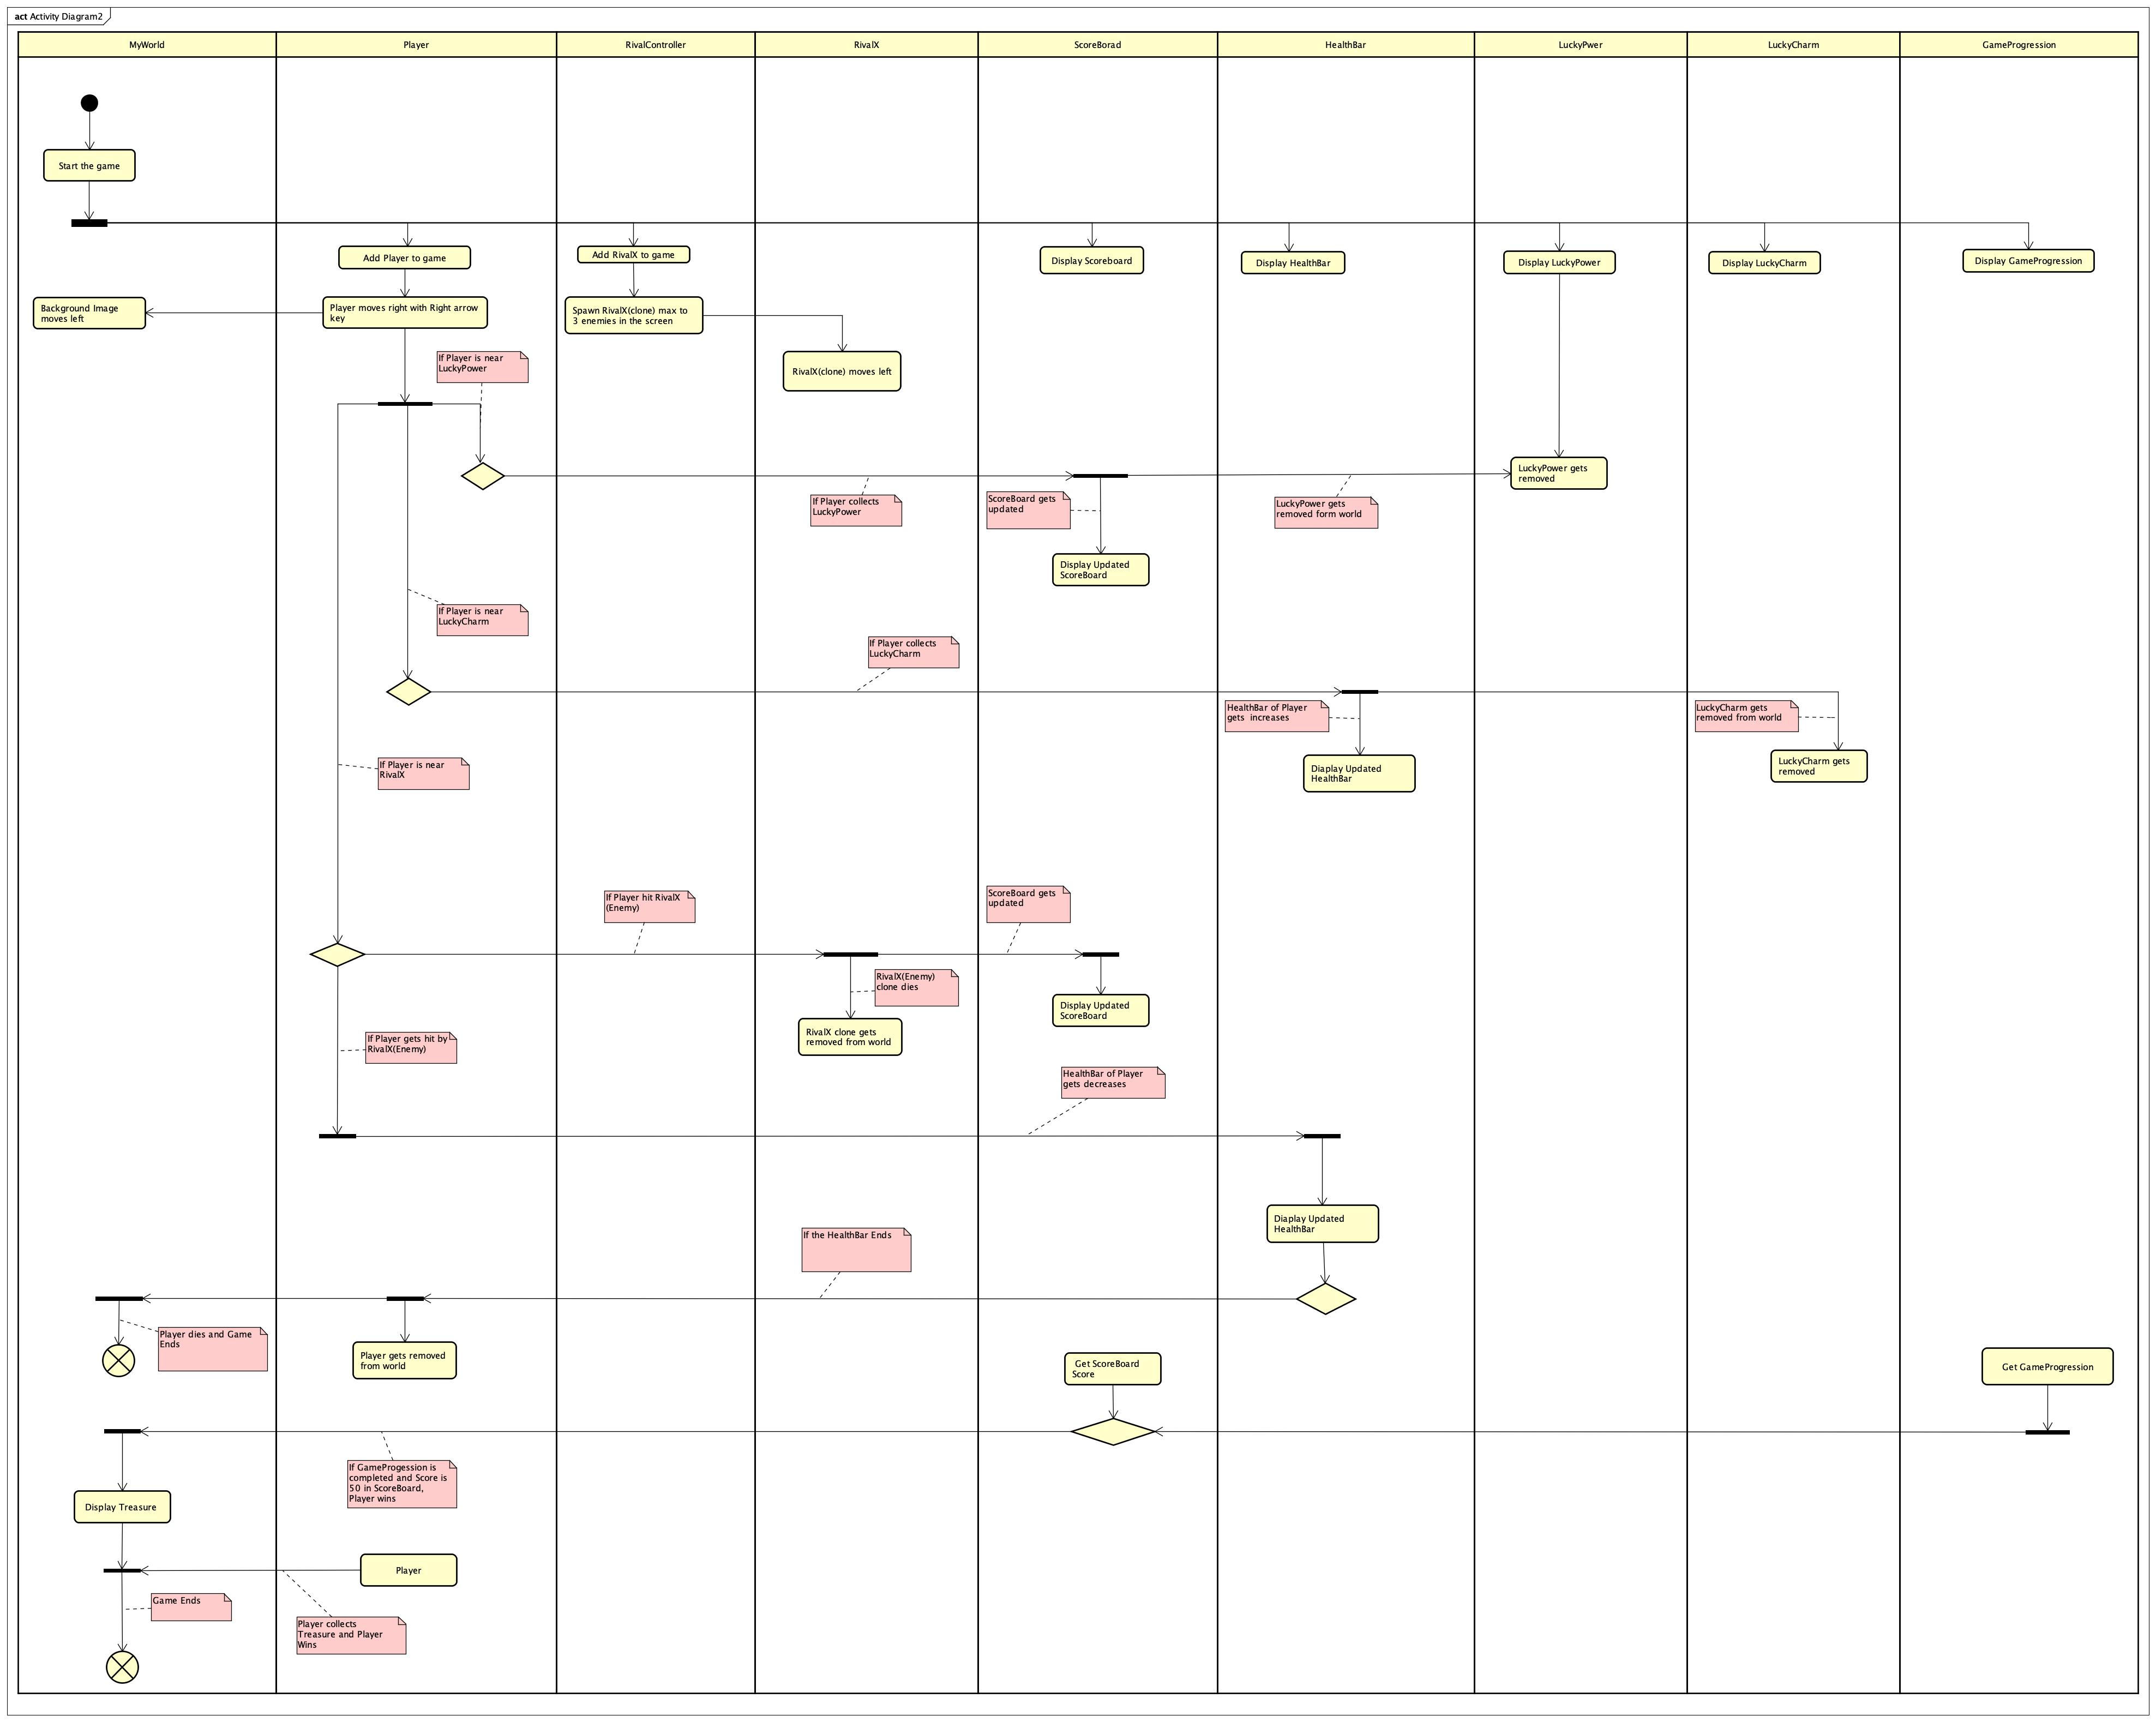 act Activity Diagram2
MyWorld
Player
RivalController
RivalX
ScoreBorad
HealthBar
LuckyPwer
LuckyCharm
GameProgression
Start the game
Add Player to game
Add RivalX to game
Display Scoreboard
Display HealthBar
Display LuckyPower
Display LuckyCharm
Display GameProgression
Background Image
moves left
Player moves right with Right arrow
key
Spawn RivalX(clone) max to
3 enemies in the screen
RivalX(clone) moves left
If Player is near
LuckyPower
If Player collects
LuckyPower
ScoreBoard gets
updated
LuckyPower gets
removed form world
LuckyPower gets
removed
Display Updated
ScoreBoard
If Player is near
LuckyCharm
If Player collects
LuckyCharm
HealthBar of Player
gets  increases
LuckyCharm gets
removed from world
Diaplay Updated
HealthBar
LuckyCharm gets
removed
If Player is near
RivalX
If Player hit RivalX
(Enemy)
ScoreBoard gets
updated
RivalX(Enemy)
clone dies
Display Updated
ScoreBoard
RivalX clone gets
removed from world
If Player gets hit by
RivalX(Enemy)
HealthBar of Player
gets decreases
Diaplay Updated
HealthBar
If the HealthBar Ends
Player dies and Game
Ends
Player gets removed
from world
Get ScoreBoard
Score
Get GameProgression
If GameProgession is
completed and Score is
50 in ScoreBoard,
Player wins
Display Treasure
Player
Game Ends
Player collects
Treasure and Player
Wins